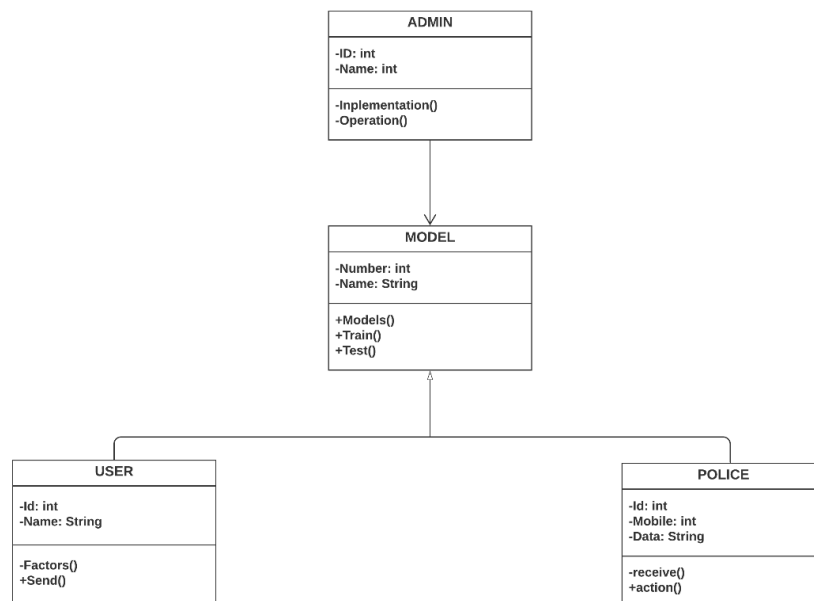 ADMIN
-ID: int
-Name: int
-Inplementation()
-Operation()
MODEL
-Number: int
-Name: String
+Models()
+Train()
+Test()
USER
-Id: int
-Name: String
-Factors()
+Send()
POLICE
-Id: int
-Mobile: int
-Data: String
-receive()
+action()